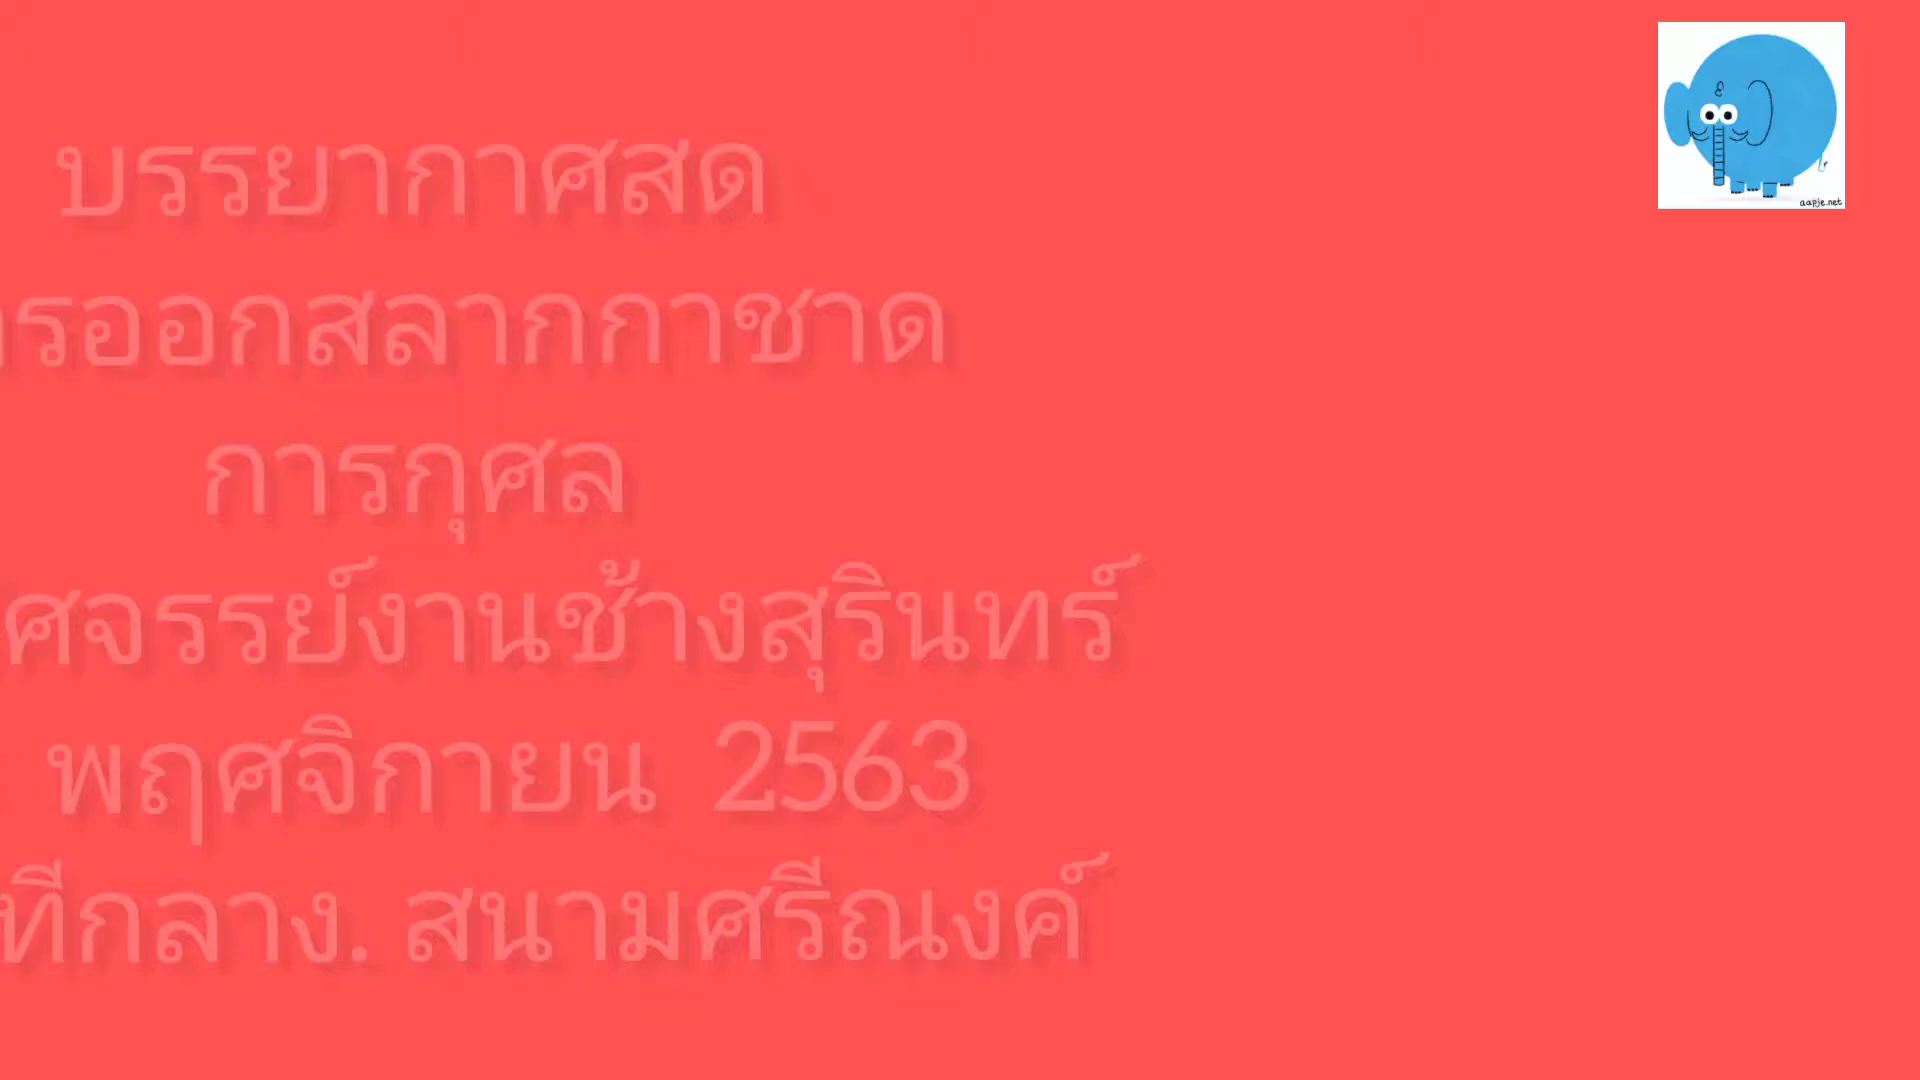 บรรยากาศสด
รออกสลากกาชาด
การกุศล
ศจรรย์งานช้างสุรินทร์
พฤศจิกายน 2563
ทีกลาง. สนามศรีณงค์
aapje.net